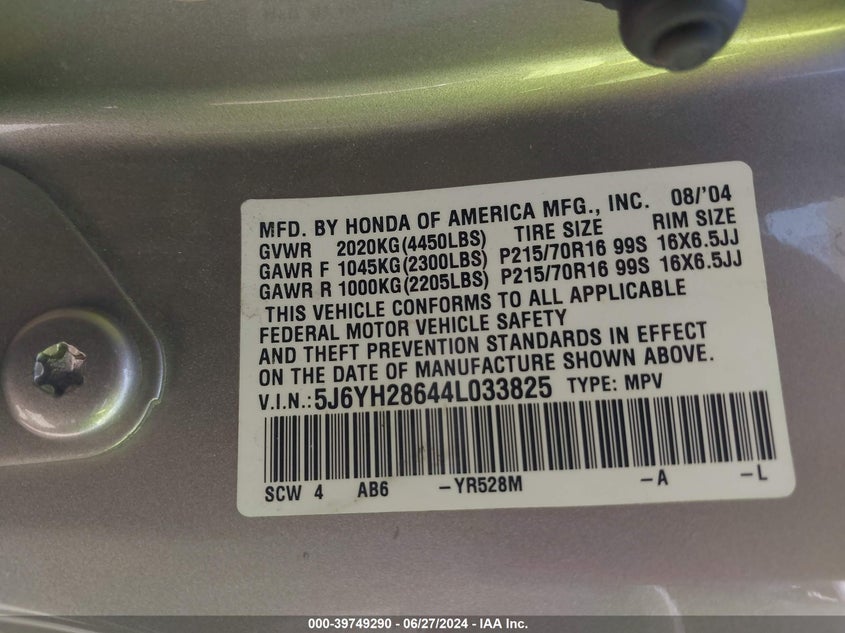 MFD. BY HONDA OF AMERICA MFG., INC. 08/'04
GVWR 2020KG(4450LBS) TIRE SIZE RIM SIZE
GAWR F 1045KG(2300LBS) P215/70R16 99S 16X6.5JJ
GAWR R 1000KG(2205LBS) P215/70R16 99S 16X6.5JJ
THIS VEHICLE CONFORMS TO ALL APPLICABLE
FEDERAL MOTOR VEHICLE SAFETY
AND THEFT PREVENTION STANDARDS IN EFFECT
ON THE DATE OF MANUFACTURE SHOWN ABOVE.
V.I.N.:5J6YH28644L033825 TYPE: MPV
SCW 4 AB6 -YR528M -A -L
000-39749290 - 06/27/2024 - IAA Inc.